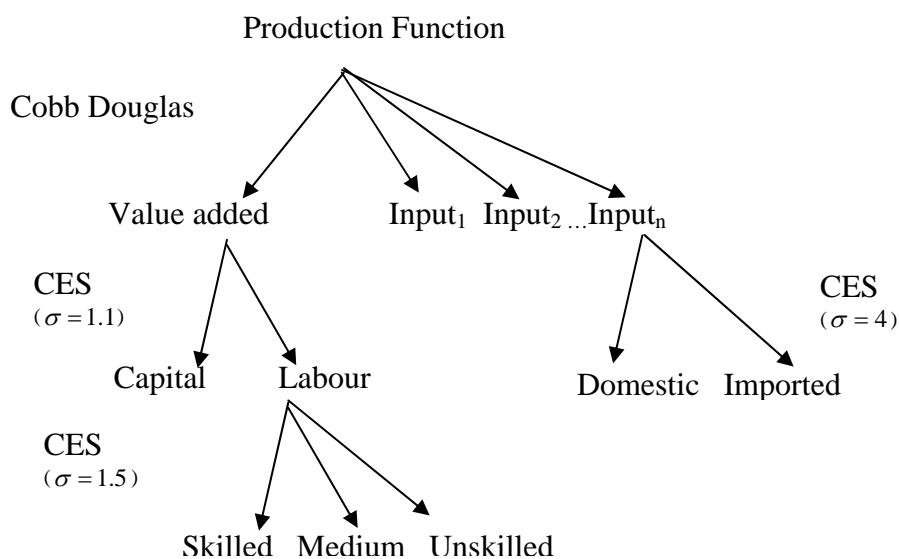 Production Function
Cobb Douglas
Value added Input₁ Input₂ ... Inputₙ
CES CES
(σ = 1.1) (σ = 4)
Capital Labour Domestic Imported
CES
(σ = 1.5)
Skilled Medium Unskilled